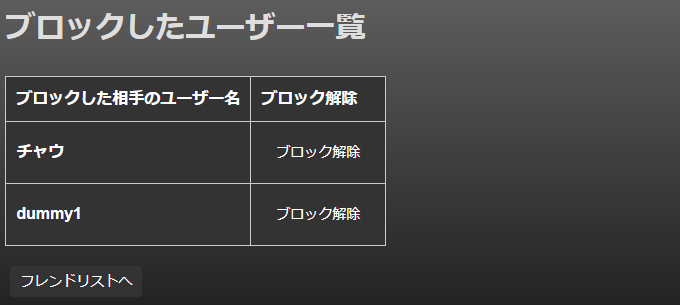 ブロックしたユーザー一覧
ブロックした相手のユーザー名 ブロック解除
チャウ ブロック解除
dummy1 ブロック解除
フレンドリストへ